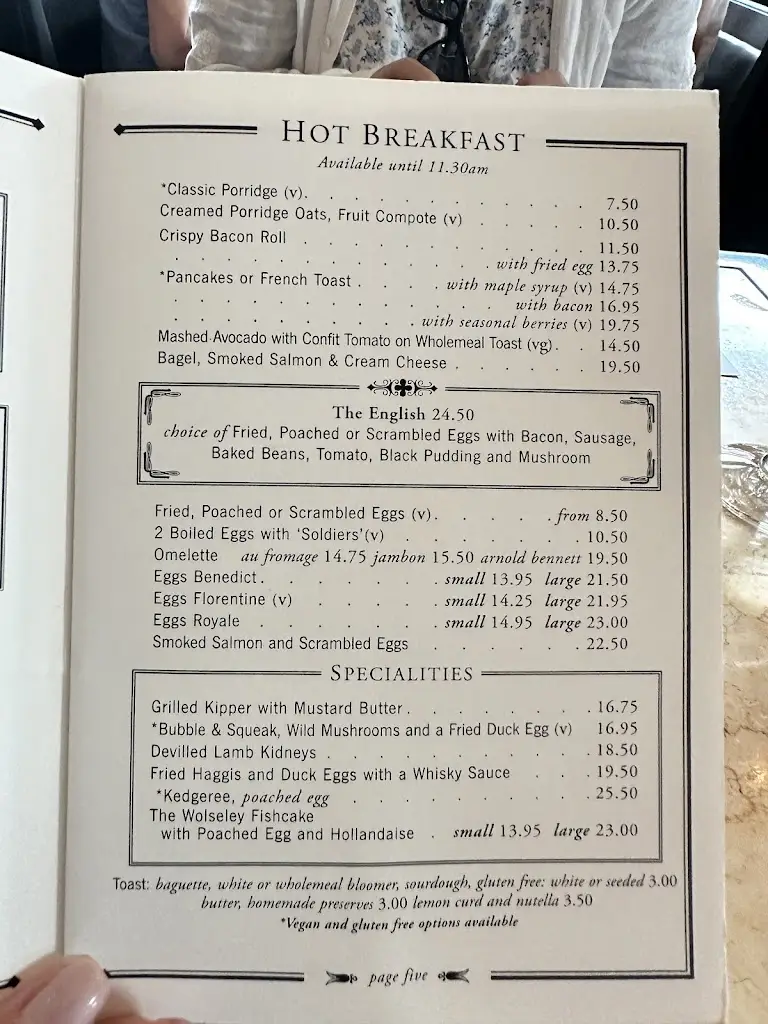 HOT BREAKFAST
Available until 11.30am
*Classic Porridge (v). . . . . . . . . . . 7.50
Creamed Porridge Oats, Fruit Compote (v) . . . . . 10.50
Crispy Bacon Roll . . . . . . . . . . . . 11.50
. . . . . . . . . . . . . with fried egg 13.75
*Pancakes or French Toast . . . . with maple syrup (v) 14.75
. . . . . . . . . . . . . . with bacon 16.95
. . . . . . . . . . with seasonal berries (v) 19.75
Mashed Avocado with Confit Tomato on Wholemeal Toast (vg). . 14.50
Bagel, Smoked Salmon & Cream Cheese . . . . . . 19.50
The English 24.50
choice of Fried, Poached or Scrambled Eggs with Bacon, Sausage,
Baked Beans, Tomato, Black Pudding and Mushroom
Fried, Poached or Scrambled Eggs (v). . . . . . from 8.50
2 Boiled Eggs with ‘Soldiers’(v) . . . . . . . . 10.50
Omelette au fromage 14.75 jambon 15.50 arnold bennett 19.50
Eggs Benedict. . . . . . . . small 13.95 large 21.50
Eggs Florentine (v) . . . . . . small 14.25 large 21.95
Eggs Royale . . . . . . . . small 14.95 large 23.00
Smoked Salmon and Scrambled Eggs . . . . . . . 22.50
SPECIALITIES
Grilled Kipper with Mustard Butter. . . . . . . . 16.75
*Bubble & Squeak, Wild Mushrooms and a Fried Duck Egg (v) 16.95
Devilled Lamb Kidneys . . . . . . . . . . . 18.50
Fried Haggis and Duck Eggs with a Whisky Sauce . . . 19.50
*Kedgeree, poached egg . . . . . . . . . . 25.50
The Wolseley Fishcake
with Poached Egg and Hollandaise . small 13.95 large 23.00
Toast: baguette, white or wholemeal bloomer, sourdough, gluten free: white or seeded 3.00
butter, homemade preserves 3.00 lemon curd and nutella 3.50
*Vegan and gluten free options available
page five